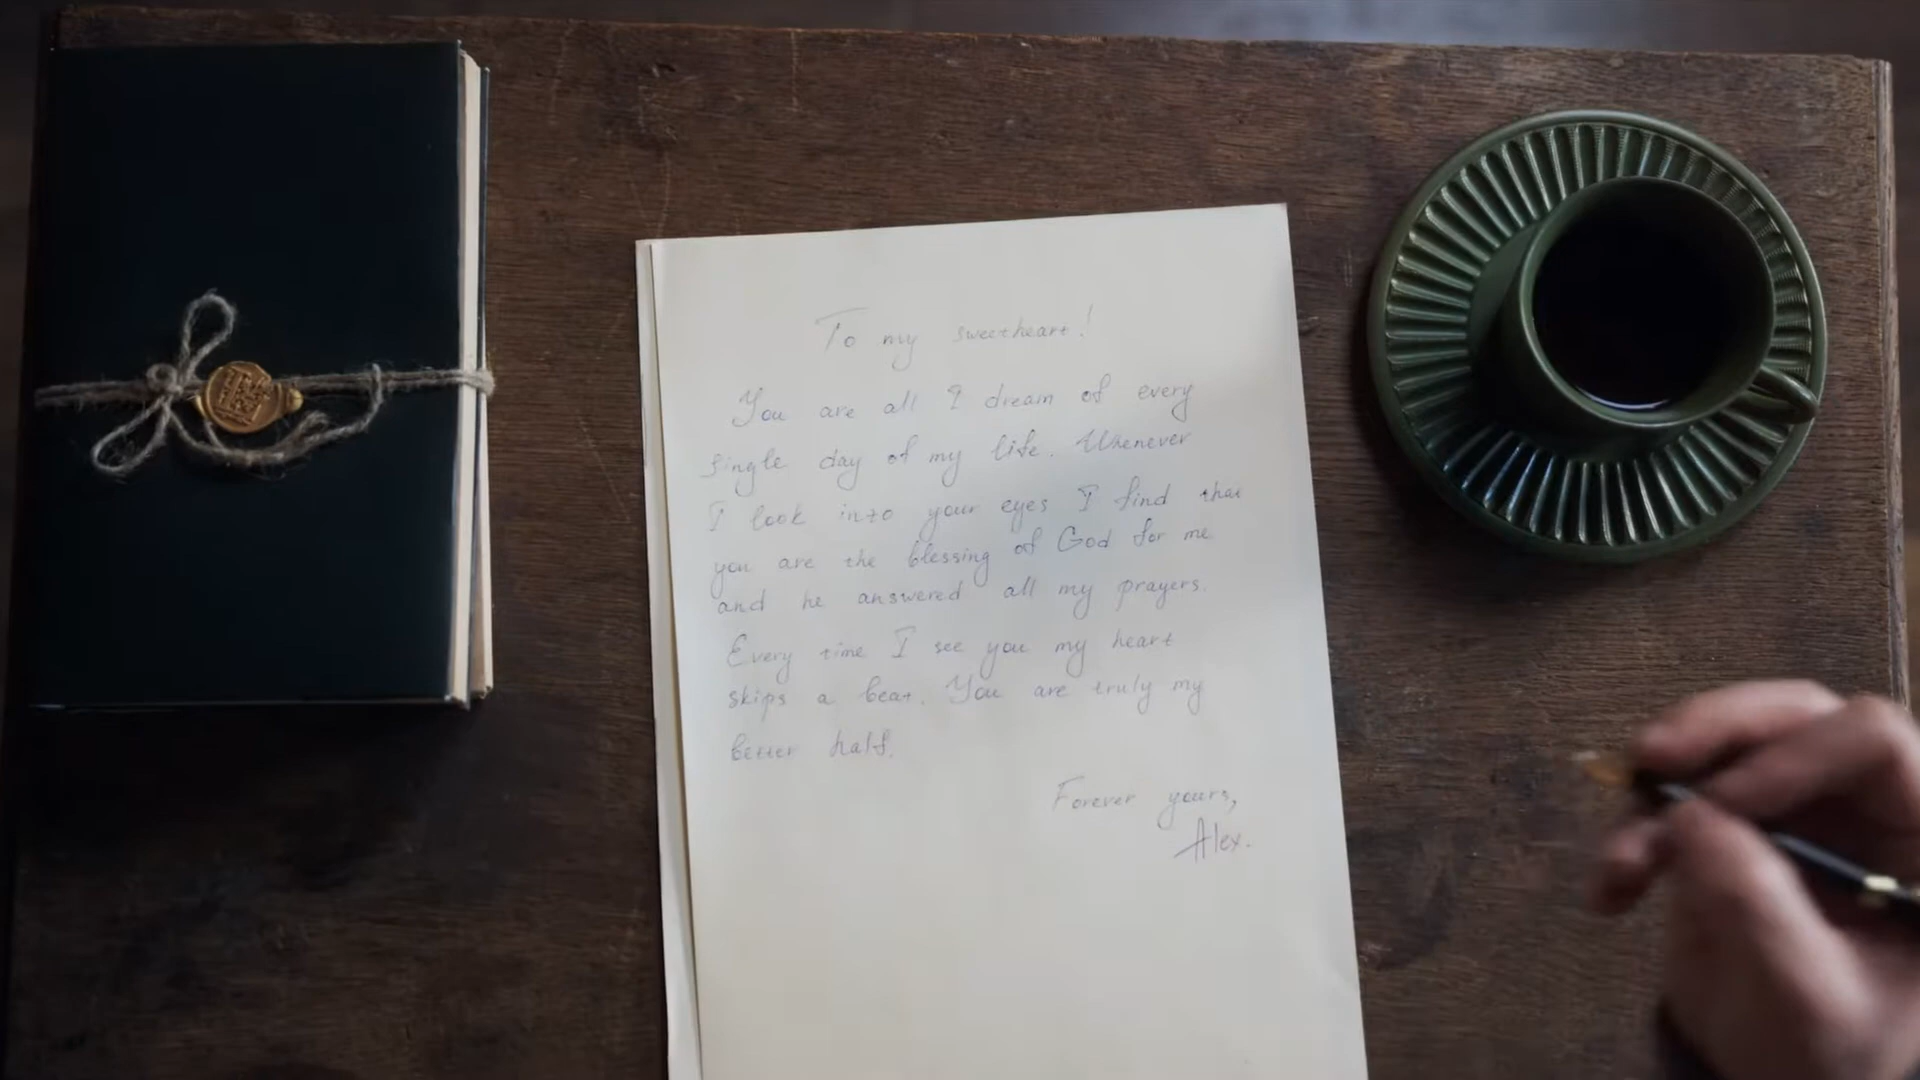 To my sweetheart!
You are all I dream of every
single day of my life. Whenever
I look into your eyes I find that
you are the blessing of God for me
and he answered all my prayers.
Every time I see you my heart
skips a beat. You are truly my
better half.
Forever yours,
Alex.